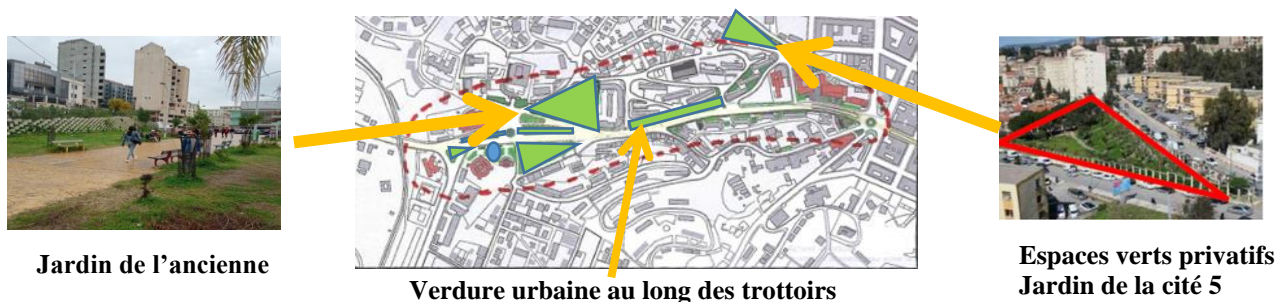 Jardin de l’ancienne
Verdure urbaine au long des trottoirs
Espaces verts privatifs
Jardin de la cité 5